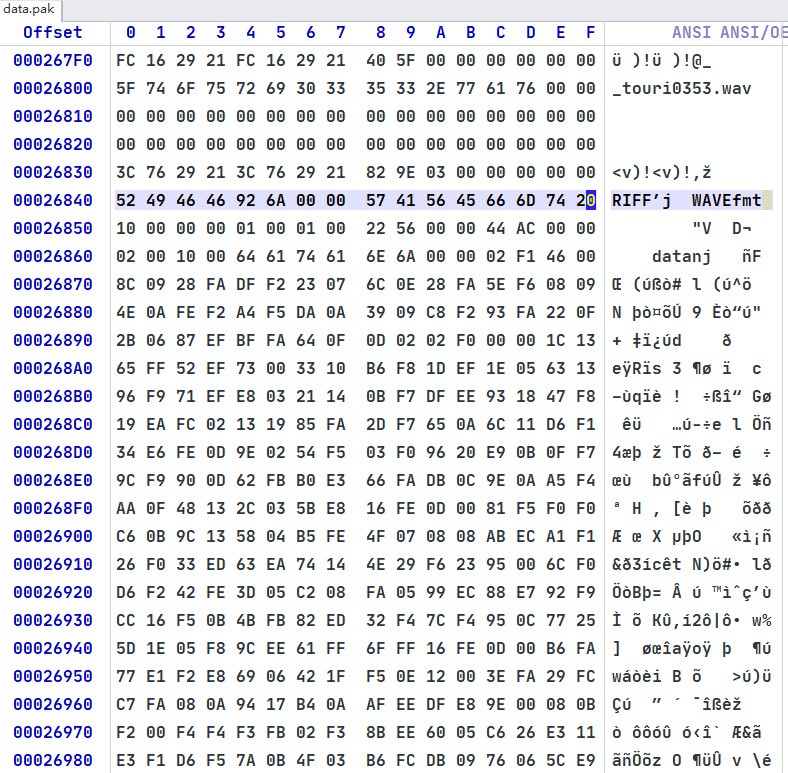 data.pak
Offset 0 1 2 3 4 5 6 7 8 9 A B C D E F ANSI ANSI/OE
000267F0 FC 16 29 21 FC 16 29 21 40 5F 00 00 00 00 00 00 ü )!ü )!@_
00026800 5F 74 6F 75 72 69 30 33 35 33 2E 77 61 76 00 00 _touri0353.wav
00026810 00 00 00 00 00 00 00 00 00 00 00 00 00 00 00 00
00026820 00 00 00 00 00 00 00 00 00 00 00 00 00 00 00 00
00026830 3C 76 29 21 3C 76 29 21 82 9E 03 00 00 00 00 00 <v)!<v)!‚ž
00026840 52 49 46 46 92 6A 00 00 57 41 56 45 66 6D 74 20 RIFF’j WAVEfmt
00026850 10 00 00 00 01 00 01 00 22 56 00 00 44 AC 00 00 "V D¬
00026860 02 00 10 00 64 61 74 61 6E 6A 00 00 02 F1 46 00 datanj ñF
00026870 8C 09 28 FA DF F2 23 07 6C 0E 28 FA 5E F6 08 09 Œ (úßò# l (ú^ö
00026880 4E 0A FE F2 A4 F5 DA 0A 39 09 C8 F2 93 FA 22 0F N þò¤õÚ 9 Èò“ú"
00026890 2B 06 87 EF BF FA 64 0F 0D 02 02 F0 00 00 1C 13 + ‡ï¿úd ð
000268A0 65 FF 52 EF 73 00 33 10 B6 F8 1D EF 1E 05 63 13 eÿRïs 3 ¶ø ï c
000268B0 96 F9 71 EF E8 03 21 14 0B F7 DF EE 93 18 47 F8 –ùqïè ! ÷ßî“ Gø
000268C0 19 EA FC 02 13 19 85 FA 2D F7 65 0A 6C 11 D6 F1 êü …ú-÷e l Öñ
000268D0 34 E6 FE 0D 9E 02 54 F5 03 F0 96 20 E9 0B 0F F7 4æþ ž Tõ ð– é ÷
000268E0 9C F9 90 0D 62 FB B0 E3 66 FA DB 0C 9E 0A A5 F4 œù bû°ãfúÛ ž ¥ô
000268F0 AA 0F 48 13 2C 03 5B E8 16 FE 0D 00 81 F5 F0 F0 ª H , [è þ õðð
00026900 C6 0B 9C 13 58 04 B5 FE 4F 07 08 08 AB EC A1 F1 Æ œ X µþO «ì¡ñ
00026910 26 F0 33 ED 63 EA 74 14 4E 29 F6 23 95 00 6C F0 &ð3ícêt N)ö#• lð
00026920 D6 F2 42 FE 3D 05 C2 08 FA 05 99 EC 88 E7 92 F9 ÖòBþ= Â ú ™ìˆç’ù
00026930 CC 16 F5 0B 4B FB 82 ED 32 F4 7C F4 95 0C 77 25 Ì õ Kû‚í2ô|ô• w%
00026940 5D 1E 05 F8 9C EE 61 FF 6F FF 16 FE 0D 00 B6 FA ] øœîaÿoÿ þ ¶ú
00026950 77 E1 F2 E8 69 06 42 1F F5 0E 12 00 3E FA 29 FC wáòèi B õ >ú)ü
00026960 C7 FA 08 0A 94 17 B4 0A AF EE DF E8 9E 00 08 0B Çú ” ´ ¯îßèž
00026970 F2 00 F4 F4 F3 FB 02 F3 8B EE 60 05 C6 26 E3 11 ò ôôóû ó‹î` Æ&ã
00026980 E3 F1 D6 F5 7A 0B 4F 03 B6 FC DB 09 76 06 5C E9 ãñÖõz O ¶üÛ v \é